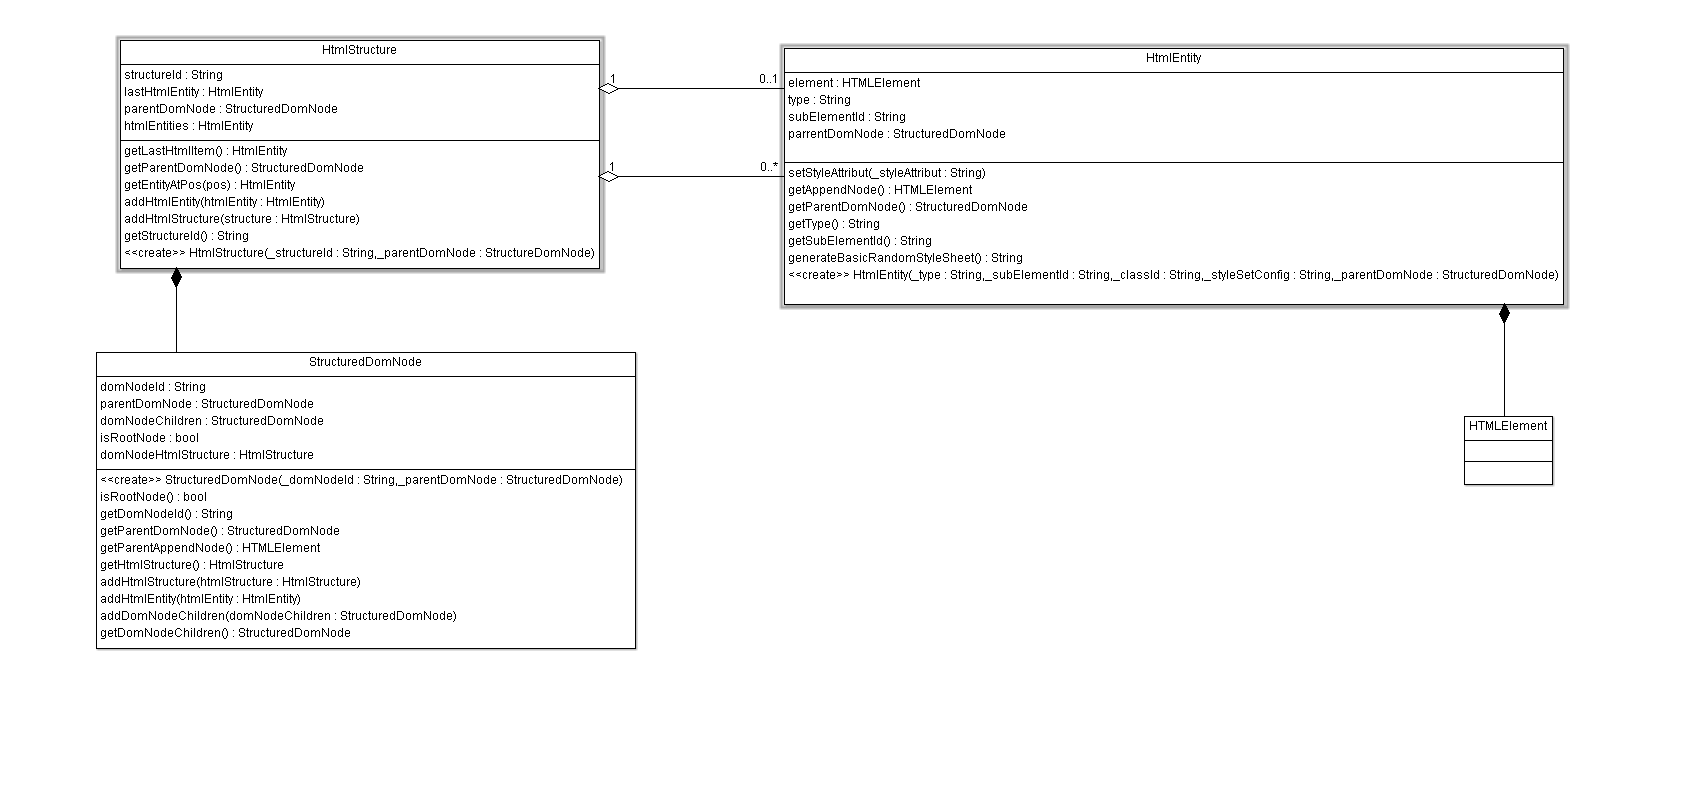 HtmlStructure
structureId : String
lastHtmlEntity : HtmlEntity
parentDomNode : StructuredDomNode
htmlEntities : HtmlEntity
getLastHtmlItem() : HtmlEntity
getParentDomNode() : StructuredDomNode
getEntityAtPos(pos) : HtmlEntity
addHtmlEntity(htmlEntity : HtmlEntity)
addHtmlStructure(structure : HtmlStructure)
getStructureId() : String
<<create>> HtmlStructure(_structureId : String,_parentDomNode : StructureDomNode)
1
0..1
1
0..*
HtmlEntity
element : HTMLElement
type : String
subElementId : String
parrentDomNode : StructuredDomNode
setStyleAttribut(_styleAttribut : String)
getAppendNode() : HTMLElement
getParentDomNode() : StructuredDomNode
getType() : String
getSubElementId() : String
generateBasicRandomStyleSheet() : String
<<create>> HtmlEntity(_type : String,_subElementId : String,_classId : String,_styleSetConfig : String,_parentDomNode : StructuredDomNode)
StructuredDomNode
domNodeId : String
parentDomNode : StructuredDomNode
domNodeChildren : StructuredDomNode
isRootNode : bool
domNodeHtmlStructure : HtmlStructure
<<create>> StructuredDomNode(_domNodeId : String,_parentDomNode : StructuredDomNode)
isRootNode() : bool
getDomNodeId() : String
getParentDomNode() : StructuredDomNode
getParentAppendNode() : HTMLElement
getHtmlStructure() : HtmlStructure
addHtmlStructure(htmlStructure : HtmlStructure)
addHtmlEntity(htmlEntity : HtmlEntity)
addDomNodeChildren(domNodeChildren : StructuredDomNode)
getDomNodeChildren() : StructuredDomNode
HTMLElement